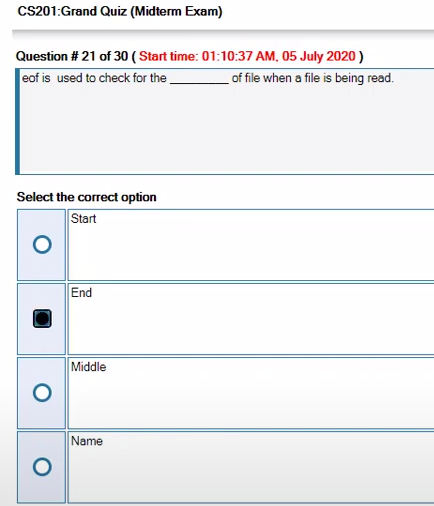 CS201:Grand Quiz (Midterm Exam)
Question # 21 of 30 ( Start time: 01:10:37 AM, 05 July 2020 )
eof is  used to check for the _________ of file when a file is being read.
Select the correct option
Start
End
Middle
Name